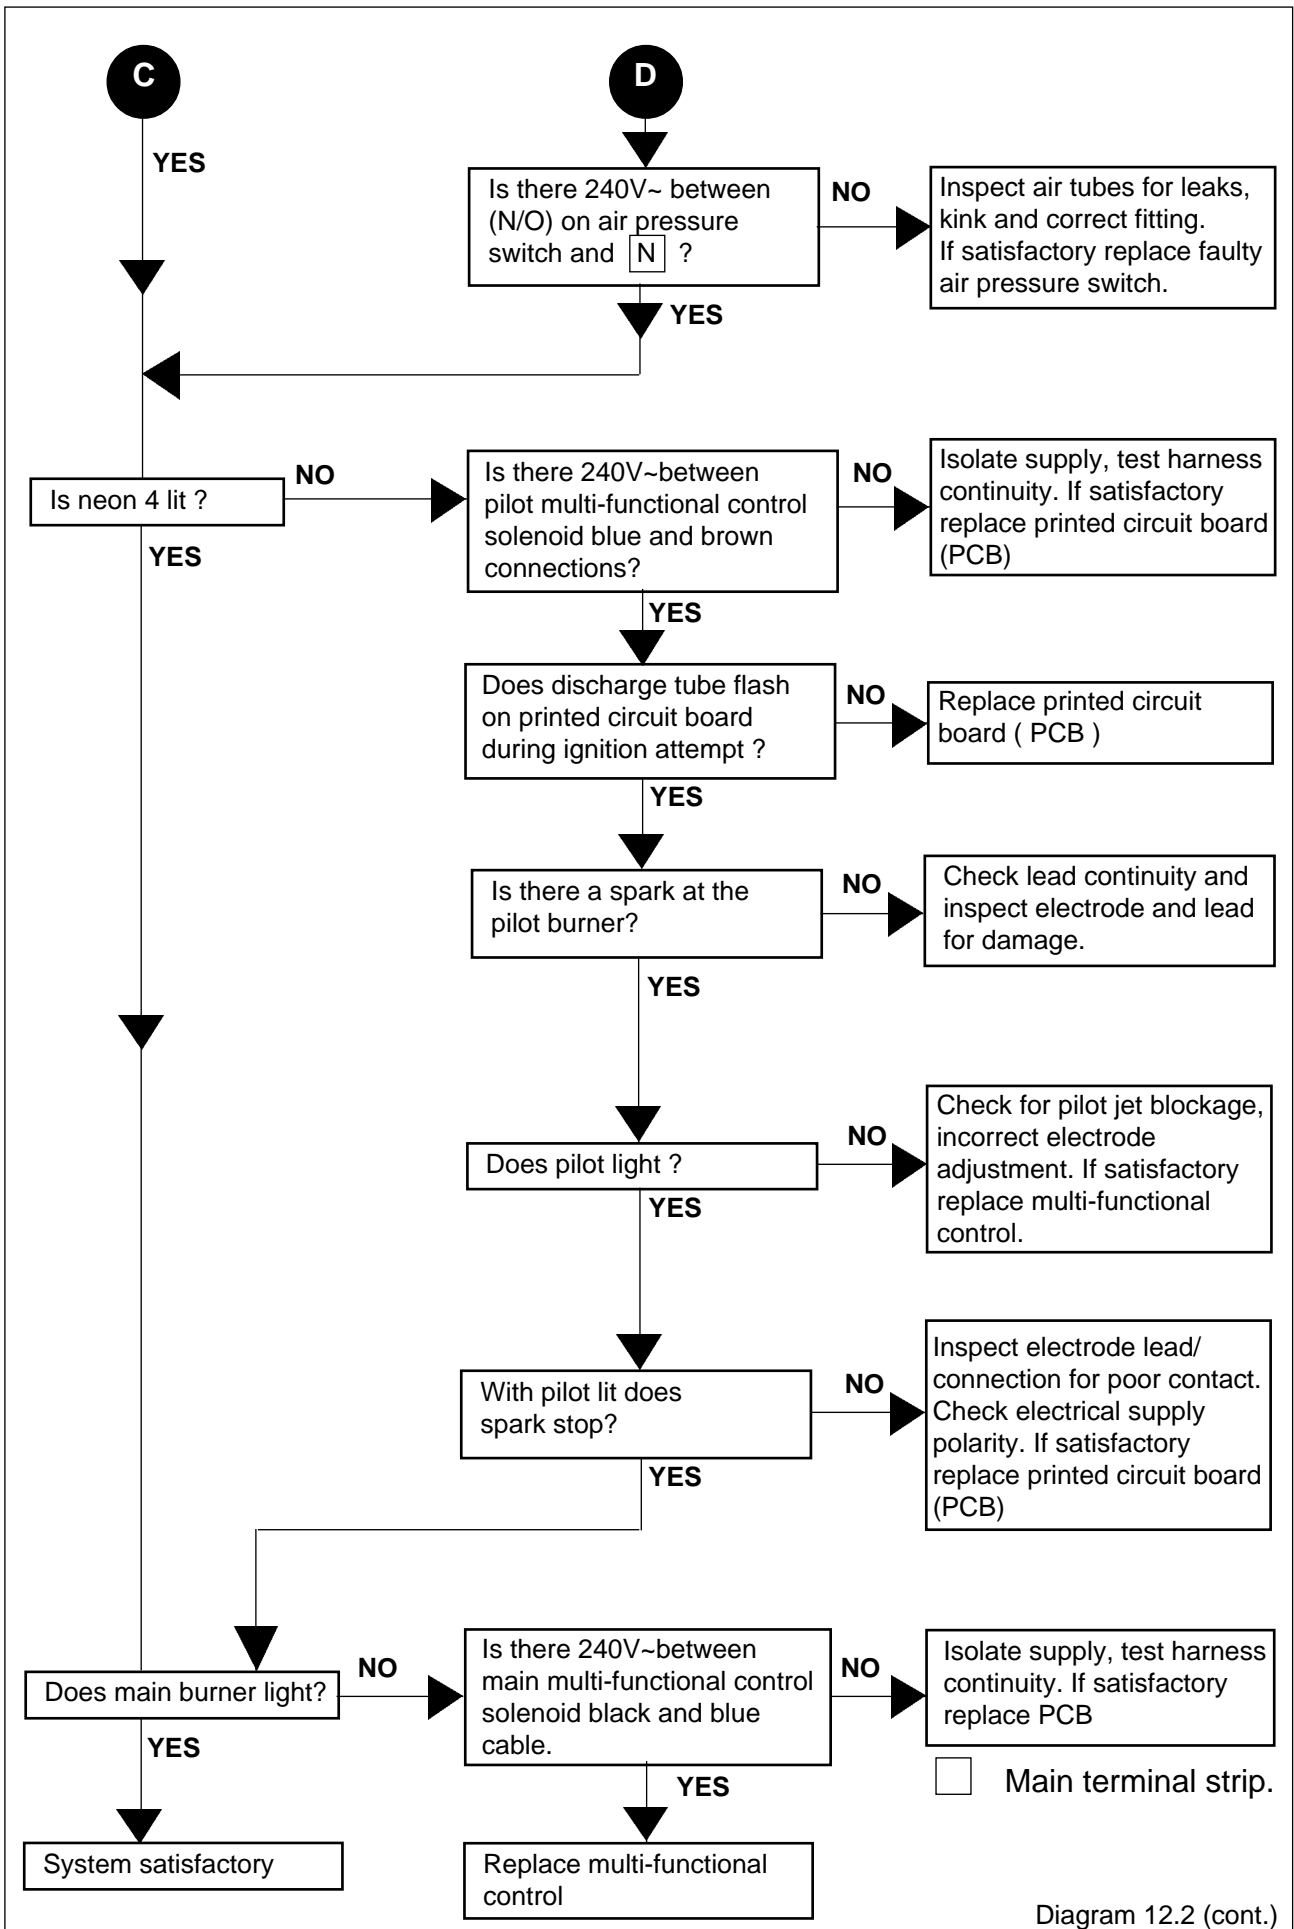 C
D
YES
Is there 240V~ between
(N/O) on air pressure
switch and N ?
NO
Inspect air tubes for leaks,
kink and correct fitting.
If satisfactory replace faulty
air pressure switch.
YES
Is neon 4 lit ?
NO
Is there 240V~between
pilot multi-functional control
solenoid blue and brown
connections?
NO
Isolate supply, test harness
continuity. If satisfactory
replace printed circuit board
(PCB)
YES
YES
Does discharge tube flash
on printed circuit board
during ignition attempt ?
NO
Replace printed circuit
board ( PCB )
YES
Is there a spark at the
pilot burner?
NO
Check lead continuity and
inspect electrode and lead
for damage.
YES
Does pilot light ?
NO
Check for pilot jet blockage,
incorrect electrode
adjustment. If satisfactory
replace multi-functional
control.
YES
With pilot lit does
spark stop?
NO
Inspect electrode lead/
connection for poor contact.
Check electrical supply
polarity. If satisfactory
replace printed circuit board
(PCB)
YES
Does main burner light?
NO
Is there 240V~between
main multi-functional control
solenoid black and blue
cable.
NO
Isolate supply, test harness
continuity. If satisfactory
replace PCB
YES
YES
Main terminal strip.
System satisfactory
Replace multi-functional
control
Diagram 12.2 (cont.)